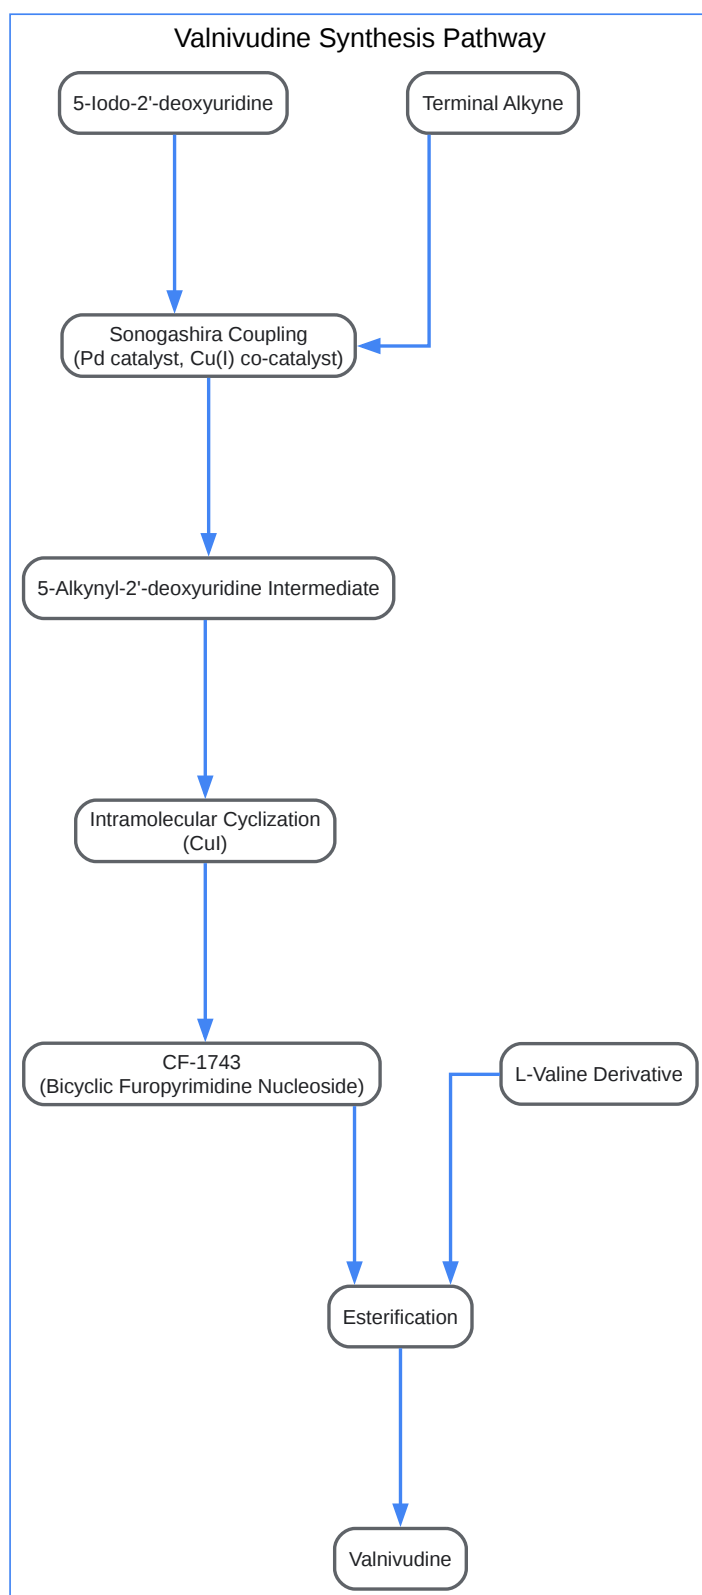 Valnivudine Synthesis Pathway
5-Iodo-2'-deoxyuridine
Terminal Alkyne
Sonogashira Coupling
(Pd catalyst, Cu(I) co-catalyst)
5-Alkynyl-2'-deoxyuridine Intermediate
Intramolecular Cyclization
(CuI)
CF-1743
(Bicyclic Furopyrimidine Nucleoside)
L-Valine Derivative
Esterification
Valnivudine